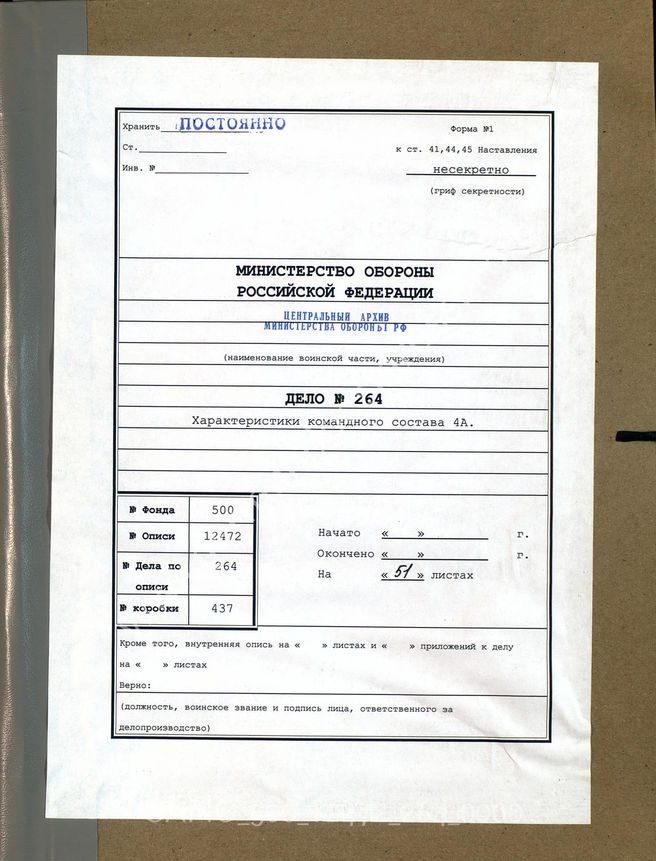 Хранить ПОСТОЯННО
Форма №1
Ст.
к ст. 41,44,45 Наставления
Инв. №
несекретно
(гриф секретности)
МИНИСТЕРСТВО ОБОРОНЫ
РОССИЙСКОЙ ФЕДЕРАЦИИ
ЦЕНТРАЛЬНЫЙ АРХИВ
МИНИСТЕРСТВА ОБОРОНЫ РФ
(наименование воинской части, учреждения)
ДЕЛО № 264
Характеристики командного состава 4А.
№ Фонда 500
№ Описи 12472
№ Дела по описи 264
№ коробки 437
Начато « » г.
Окончено « » г.
На « 51 » листах
Кроме того, внутренняя опись на « » листах и « » приложений к делу
на « » листах
Верно:
(должность, воинское звание и подпись лица, ответственного за
делопроизводство)